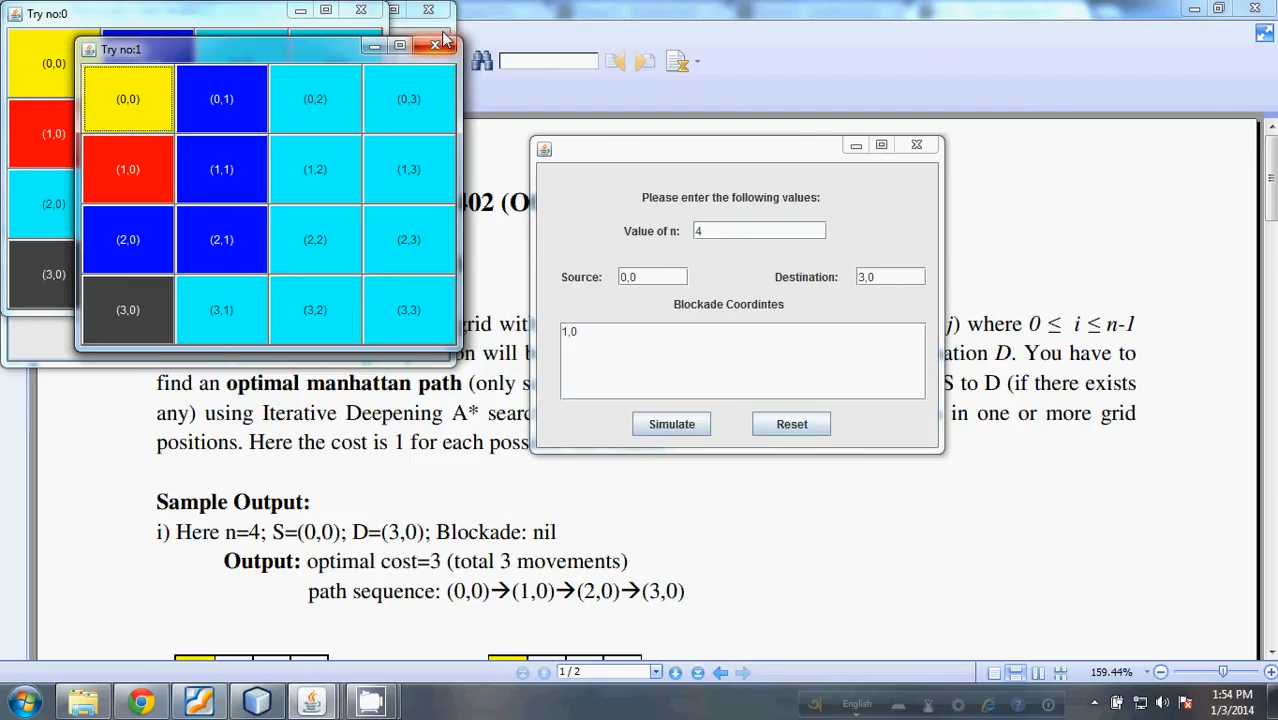 Try no:0
(0,0)
(1,0)
(2,0)
(3,0)
Try no:1
(0,0) (0,1) (0,2) (0,3)
(1,0) (1,1) (1,2) (1,3)
(2,0) (2,1) (2,2) (2,3)
(3,0) (3,1) (3,2) (3,3)
Please enter the following values:
Value of n: 4
Source: 0,0 Destination: 3,0
Blockade Coordintes
1,0
Simulate Reset
402 (O
grid with j) where 0 ≤ i ≤ n-1
on will b ation D. You have to
find an optimal manhattan path (only s S to D (if there exists
any) using Iterative Deepening A* searc in one or more grid
positions. Here the cost is 1 for each poss
Sample Output:
i) Here n=4; S=(0,0); D=(3,0); Blockade: nil
Output: optimal cost=3 (total 3 movements)
path sequence: (0,0)→(1,0)→(2,0)→(3,0)
1 / 2
159.44%
English
1:54 PM
1/3/2014